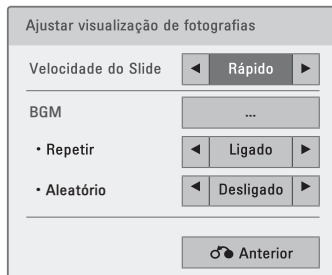 Ajustar visualização de fotografias
Velocidade do Slide ◄ Rápido ►
BGM ...
• Repetir ◄ Ligado ►
• Aleatório ◄ Desligado ►
Anterior